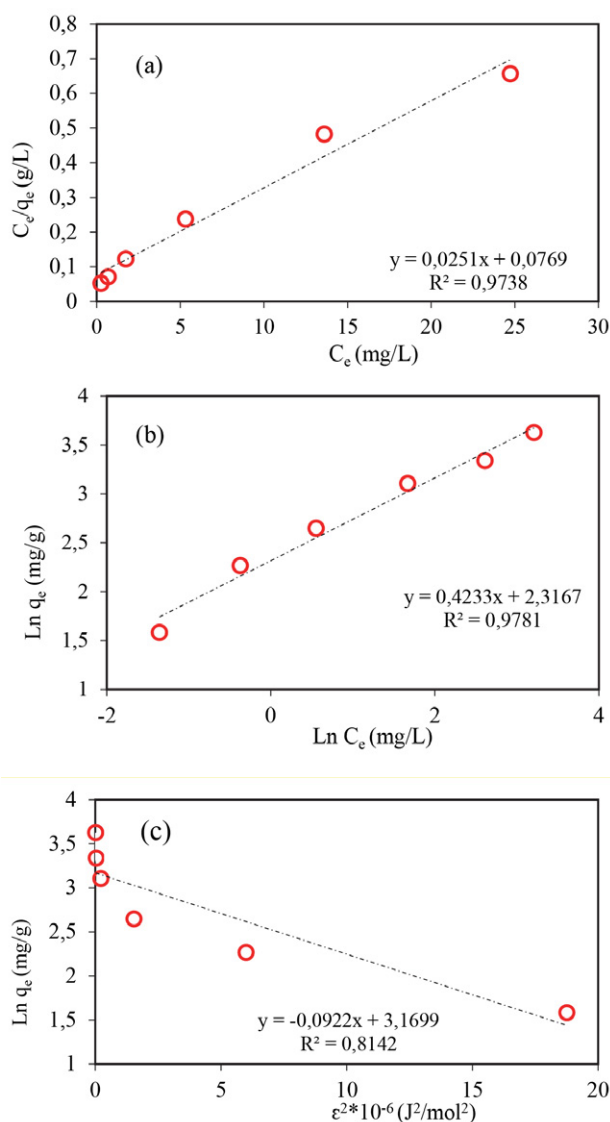 (a)
0,8
0,7
0,6
0,5
0,4
0,3
0,2
0,1
0
Cₑ/qₑ (g/L)
y = 0,0251x + 0,0769
R² = 0,9738
0 5 10 15 20 25 30
Cₑ (mg/L)
(b)
4
3,5
3
2,5
2
1,5
1
Ln qₑ (mg/g)
y = 0,4233x + 2,3167
R² = 0,9781
-2 0 2 4
Ln Cₑ (mg/L)
(c)
4
3,5
3
2,5
2
1,5
1
Ln qₑ (mg/g)
y = -0,0922x + 3,1699
R² = 0,8142
0 5 10 15 20
ε²*10⁻⁶ (J²/mol²)